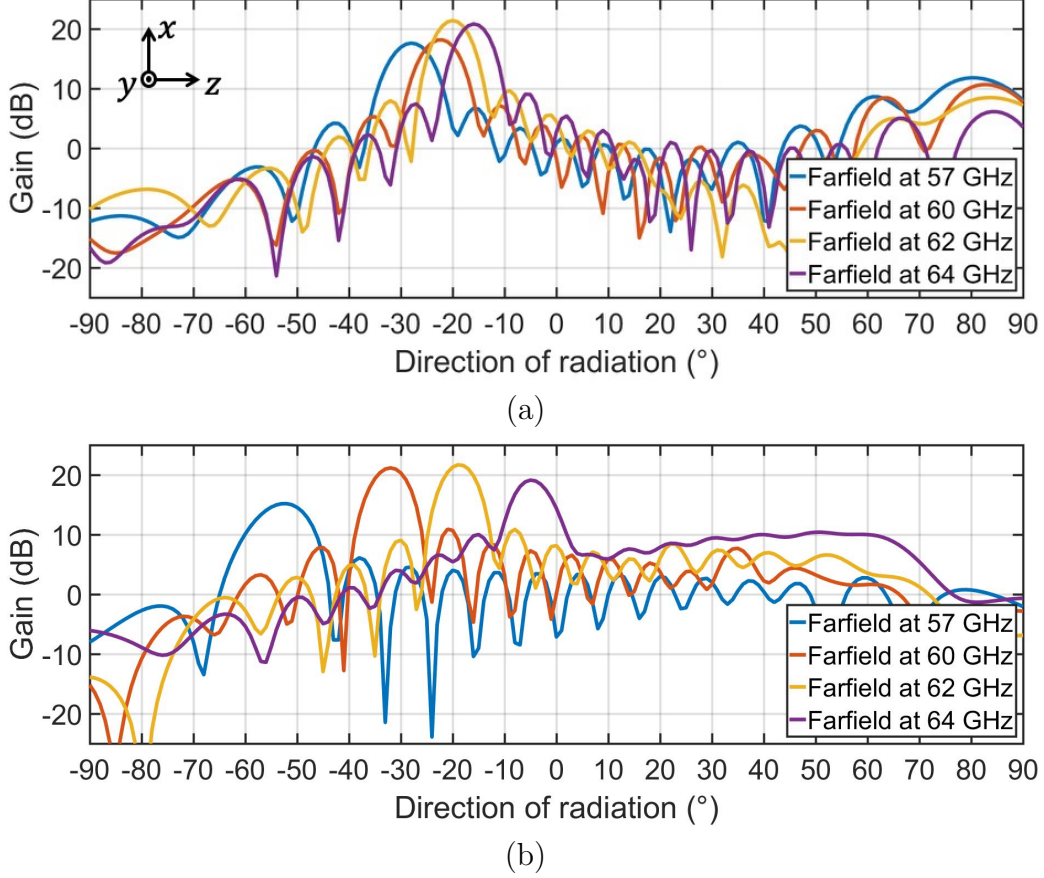 20
10
0
-10
-20
Gain (dB)
x
y z
Farfield at 57 GHz
Farfield at 60 GHz
Farfield at 62 GHz
Farfield at 64 GHz
-90 -80 -70 -60 -50 -40 -30 -20 -10 0 10 20 30 40 50 60 70 80 90
Direction of radiation (°)
(a)
20
10
0
-10
-20
Gain (dB)
Farfield at 57 GHz
Farfield at 60 GHz
Farfield at 62 GHz
Farfield at 64 GHz
-90 -80 -70 -60 -50 -40 -30 -20 -10 0 10 20 30 40 50 60 70 80 90
Direction of radiation (°)
(b)